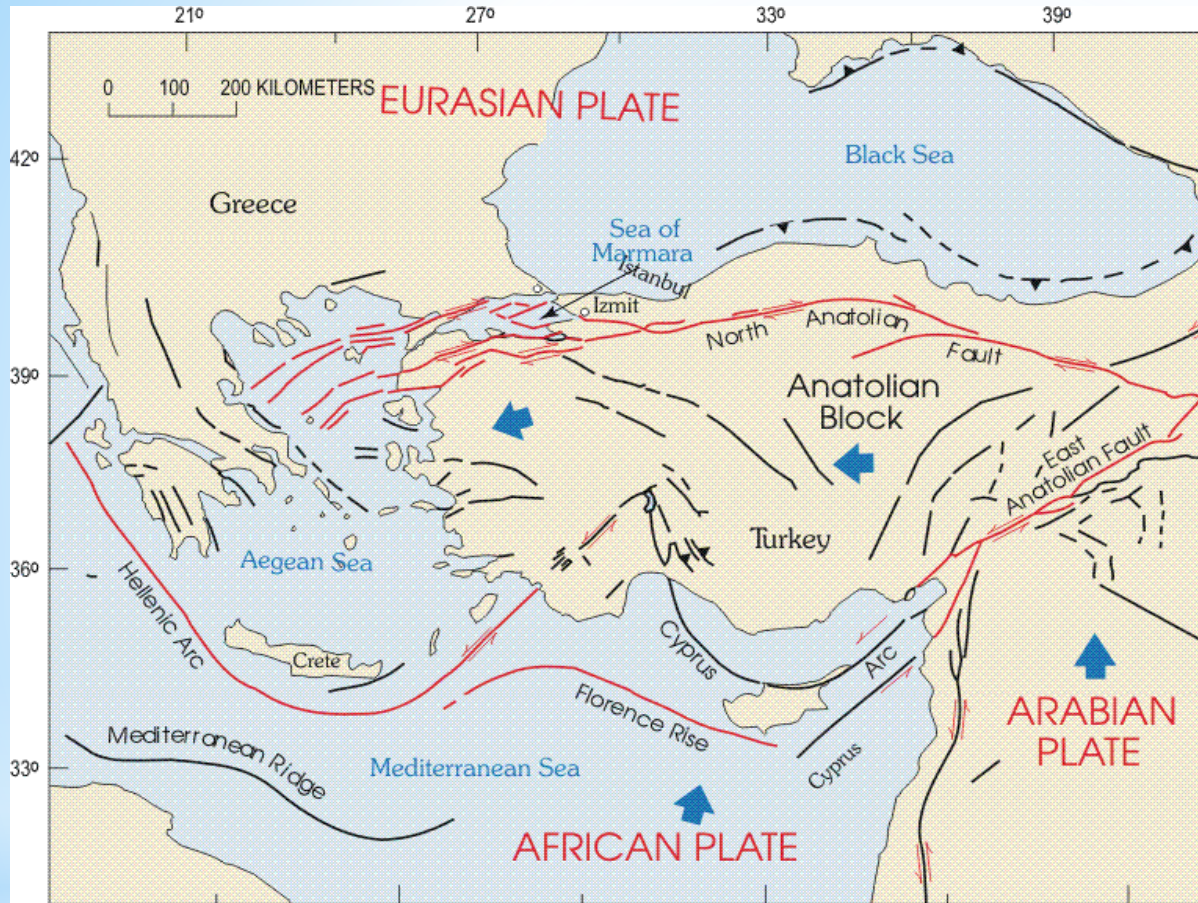 21º 27º 33º 39º
0 100 200 KILOMETERS
EURASIAN PLATE
42º
Black Sea
Greece
Sea of
Marmara
Istanbul
Izmit
North Anatolian Fault
39º
Anatolian
Block
East
Anatolian Fault
Turkey
36º
Aegean Sea
Hellenic Arc
Crete
Cyprus Arc
Florence Rise
ARABIAN
PLATE
Mediterranean Ridge
33º
Mediterranean Sea
Cyprus
AFRICAN PLATE